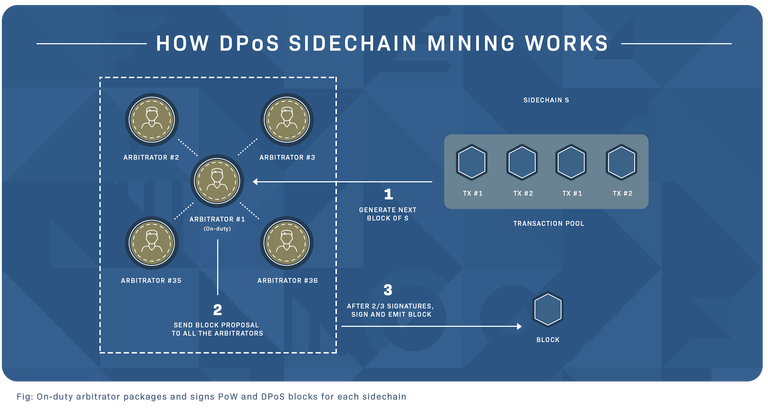 HOW DPoS SIDECHAIN MINING WORKS
SIDECHAIN S
ARBITRATOR #2
ARBITRATOR #3
TX #1
TX #2
TX #1
TX #2
1
GENERATE NEXT
BLOCK OF S
ARBITRATOR #1
(On-duty)
TRANSACTION POOL
ARBITRATOR #35
ARBITRATOR #36
2
SEND BLOCK PROPOSAL
TO ALL THE ARBITRATORS
3
AFTER 2/3 SIGNATURES,
SIGN AND EMIT BLOCK
BLOCK
Fig: On-duty arbitrator packages and signs PoW and DPoS blocks for each sidechain